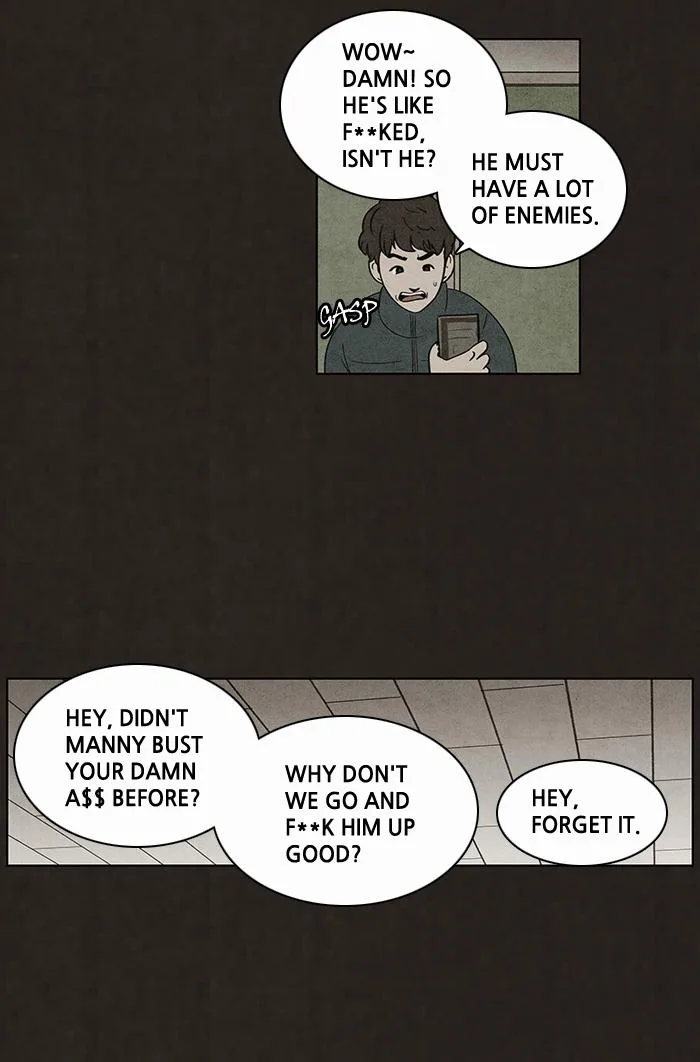 WOW~
DAMN! SO
HE'S LIKE
F**KED,
ISN'T HE?
HE MUST
HAVE A LOT
OF ENEMIES.
GASP
HEY, DIDN'T
MANNY BUST
YOUR DAMN
A$$ BEFORE?
WHY DON'T
WE GO AND
F**K HIM UP
GOOD?
HEY,
FORGET IT.